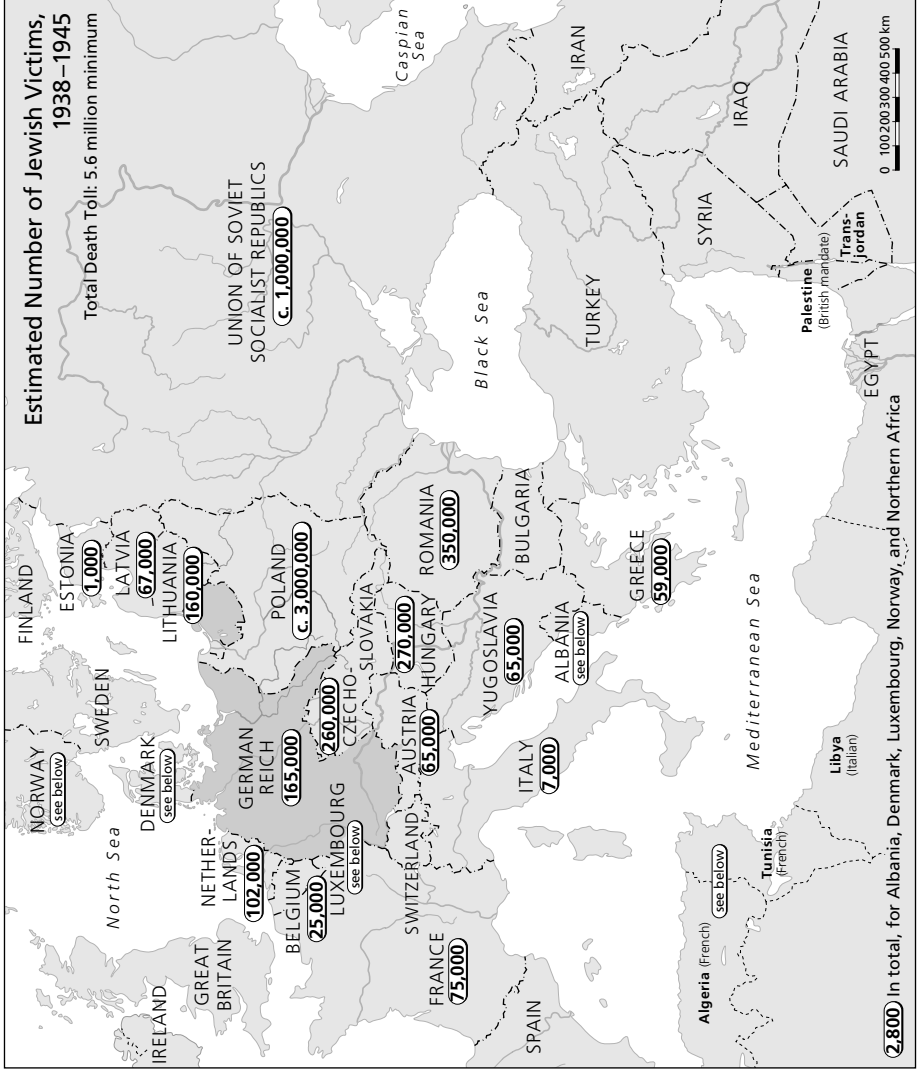 Estimated Number of Jewish Victims,
1938–1945
Total Death Toll: 5.6 million minimum
FINLAND
NORWAY
see below
SWEDEN
ESTONIA
1,000
LATVIA
67,000
LITHUANIA
160,000
DENMARK
see below
North Sea
IRELAND
GREAT
BRITAIN
NETHER-
LANDS
102,000
BELGIUM
25,000
LUXEMBOURG
see below
GERMAN
REICH
165,000
POLAND
c. 3,000,000
UNION OF SOVIET
SOCIALIST REPUBLICS
c. 1,000,000
Caspian
Sea
260,000
CZECHO-
SLOVAKIA
FRANCE
75,000
SWITZERLAND
AUSTRIA
65,000
270,000
HUNGARY
ROMANIA
350,000
Black Sea
SPAIN
ITALY
7,000
YUGOSLAVIA
65,000
BULGARIA
ALBANIA
see below
GREECE
59,000
TURKEY
IRAN
SYRIA
IRAQ
Mediterranean Sea
Algeria (French)
see below
Tunisia
(French)
Libya
(Italian)
Palestine
(British mandate)
Trans-
jordan
SAUDI ARABIA
EGYPT
0 100 200 300 400 500 km
2,800 In total, for Albania, Denmark, Luxembourg, Norway, and Northern Africa